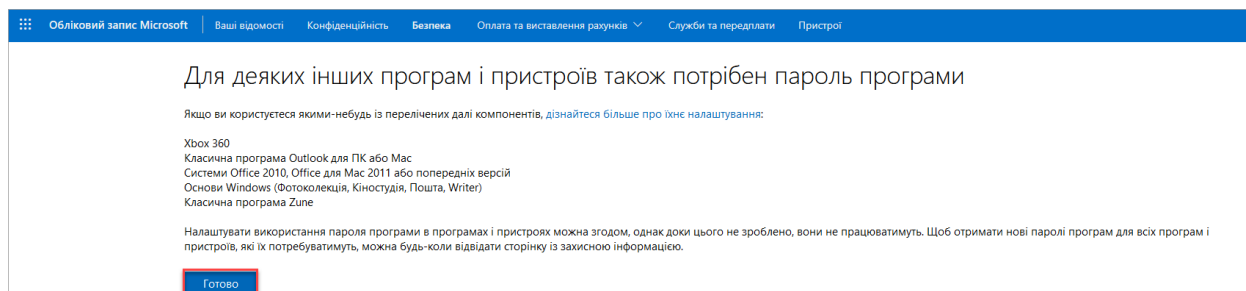 Обліковий запис Microsoft Ваші відомості Конфіденційність Безпека Оплата та виставлення рахунків Служби та передплати Пристрої
Для деяких інших програм і пристроїв також потрібен пароль програми
Якщо ви користуєтеся якими-небудь із перелічених далі компонентів, дізнайтеся більше про їхнє налаштування:
Xbox 360
Класична програма Outlook для ПК або Mac
Системи Office 2010, Office для Mac 2011 або попередніх версій
Основи Windows (Фотоколекція, Кіностудія, Пошта, Writer)
Класична програма Zune
Налаштувати використання пароля програми в програмах і пристроях можна згодом, однак доки цього не зроблено, вони не працюватимуть. Щоб отримати нові паролі програм для всіх програм і
пристроїв, які їх потребуватимуть, можна будь-коли відвідати сторінку із захисною інформацією.
Готово